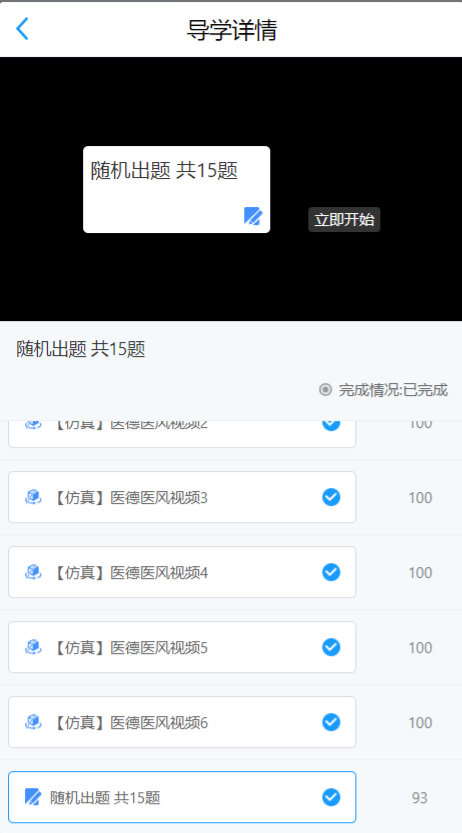 导学详情
随机出题 共15题
立即开始
随机出题 共15题
完成情况:已完成
【仿真】医德医风视频2 100
【仿真】医德医风视频3 100
【仿真】医德医风视频4 100
【仿真】医德医风视频5 100
【仿真】医德医风视频6 100
随机出题 共15题 93